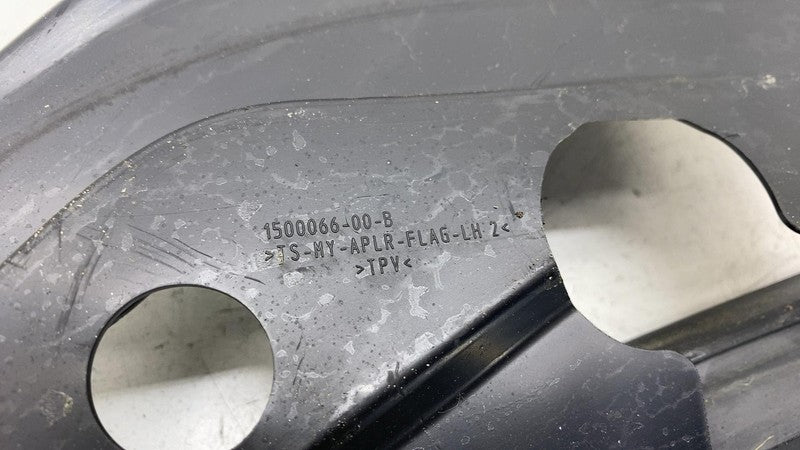 1500066-00-B
>TS-MY-APLR-FLAG-LH 2<
>TPV<